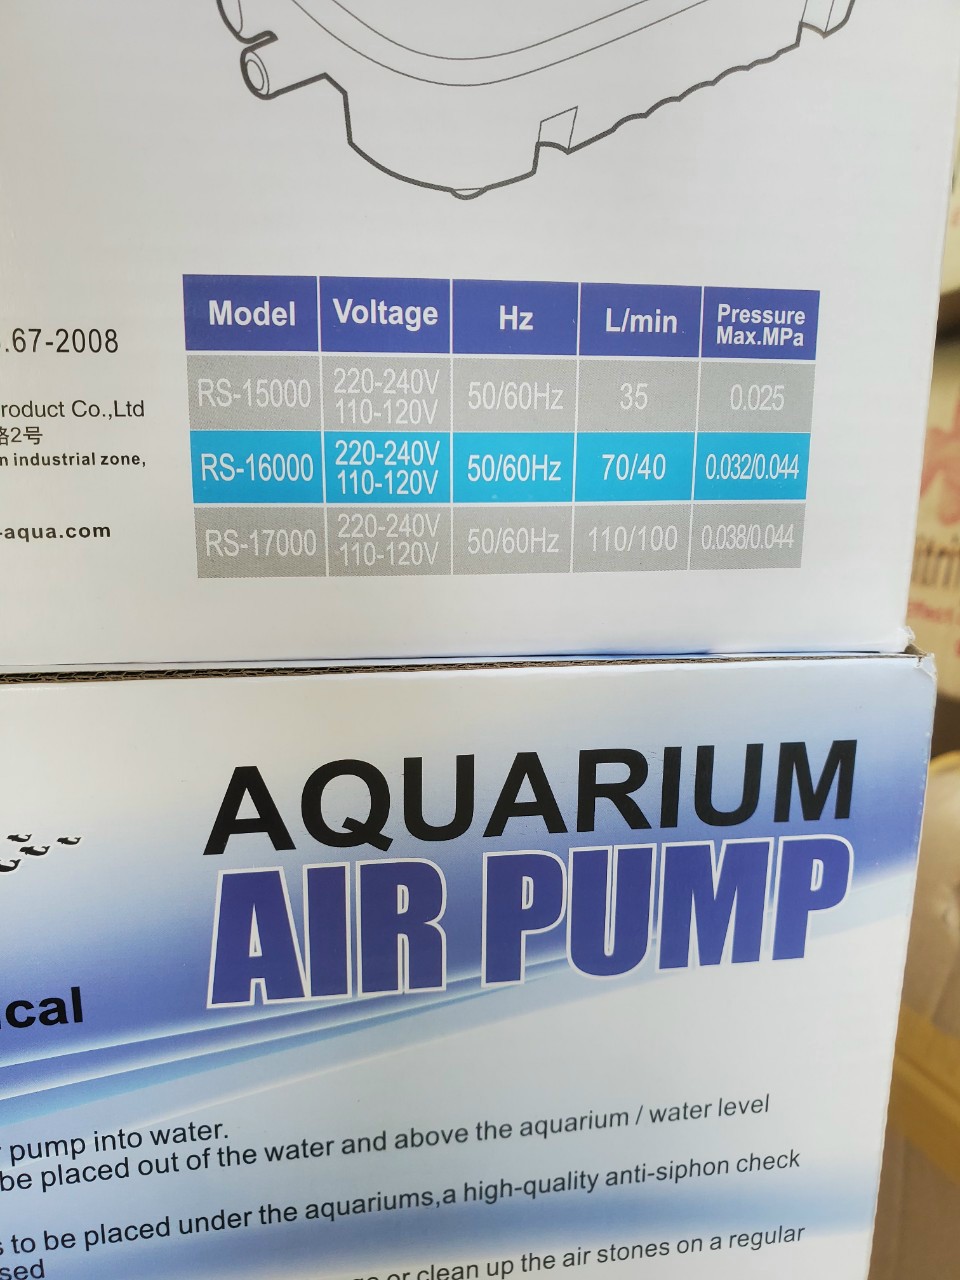 Model Voltage Hz L/min Pressure Max.MPa
RS-15000 220-240V 110-120V 50/60Hz 35 0.025
RS-16000 220-240V 110-120V 50/60Hz 70/40 0.032/0.044
RS-17000 220-240V 110-120V 50/60Hz 110/100 0.038/0.044
.67-2008
roduct Co.,Ltd
路2号
n industrial zone,
-aqua.com
AQUARIUM
AIR PUMP
ical
pump into water.
be placed out of the water and above the aquarium / water level
s to be placed under the aquariums,a high-quality anti-siphon check
sed
or clean up the air stones on a regular